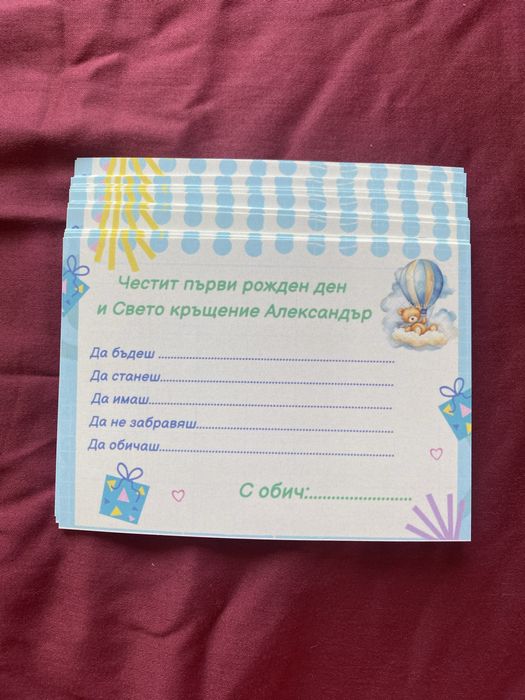 Честит първи рожден ден
и Свето кръщение Александър
Да бъдеш ................................................................
Да станеш...............................................................
Да имаш..................................................................
Да не забравяш.....................................................
Да обичаш...............................................................
С обич:.......................